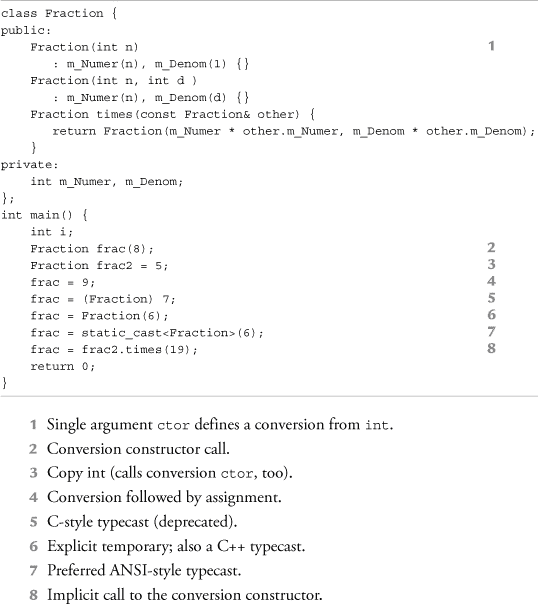 class Fraction {
public:
    Fraction(int n)                                             1
       : m_Numer(n), m_Denom(1) {}
    Fraction(int n, int d )
       : m_Numer(n), m_Denom(d) {}
    Fraction times(const Fraction& other) {
       return Fraction(m_Numer * other.m_Numer, m_Denom * other.m_Denom);
    }
private:
    int m_Numer, m_Denom;
};
int main() {
    int i;
    Fraction frac(8);                                           2
    Fraction frac2 = 5;                                         3
    frac = 9;                                                   4
    frac = (Fraction) 7;                                        5
    frac = Fraction(6);                                         6
    frac = static_cast<Fraction>(6);                            7
    frac = frac2.times(19);                                     8
    return 0;
}
1 Single argument ctor defines a conversion from int.
2 Conversion constructor call.
3 Copy int (calls conversion ctor, too).
4 Conversion followed by assignment.
5 C-style typecast (deprecated).
6 Explicit temporary; also a C++ typecast.
7 Preferred ANSI-style typecast.
8 Implicit call to the conversion constructor.